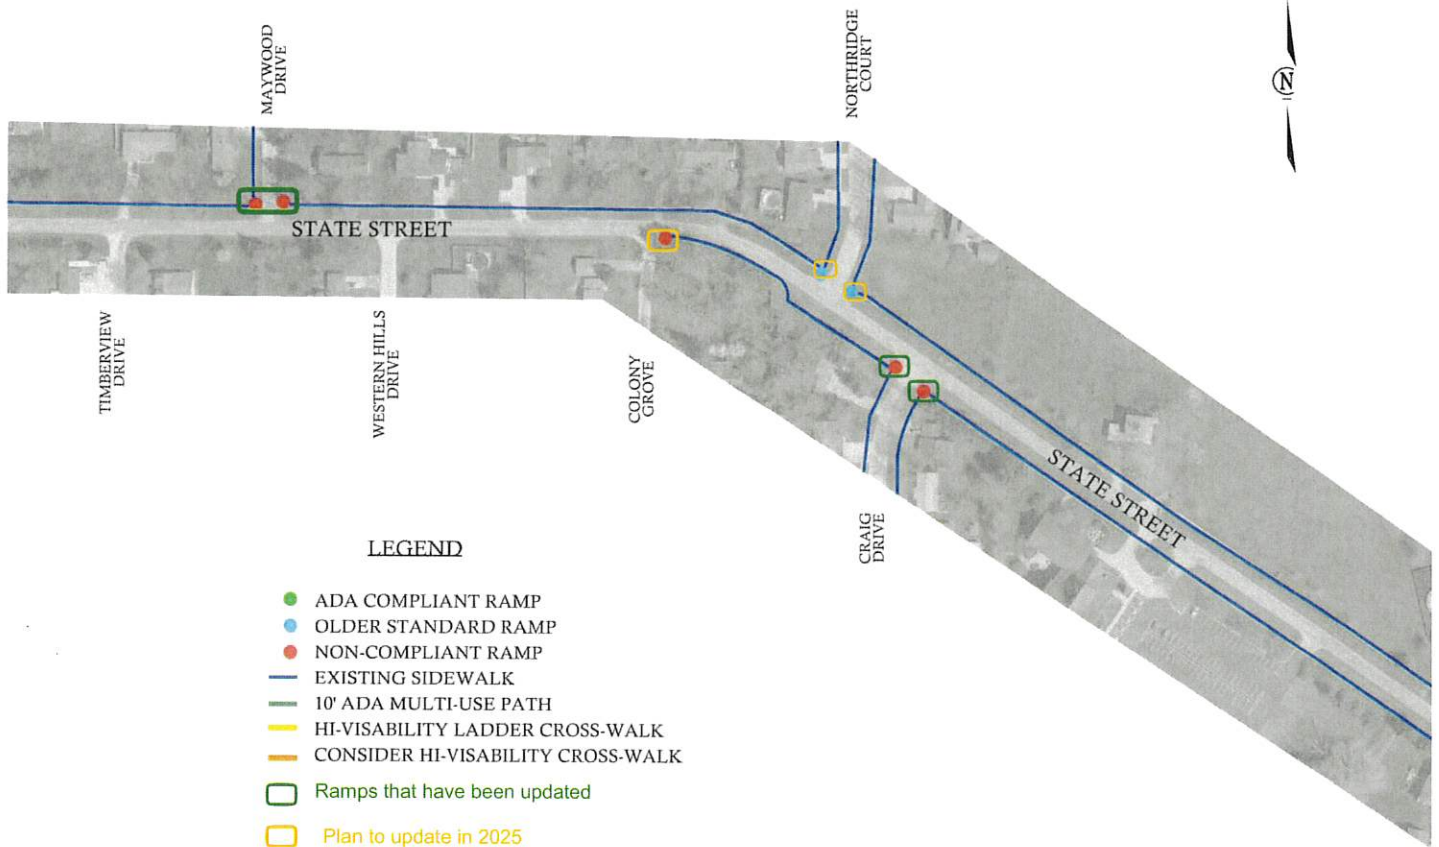 MAYWOOD
DRIVE
NORTHRIDGE
COURT
N
STATE STREET
TIMBERVIEW
DRIVE
WESTERN HILLS
DRIVE
COLONY
GROVE
STATE STREET
CRAIG
DRIVE
LEGEND
ADA COMPLIANT RAMP
OLDER STANDARD RAMP
NON-COMPLIANT RAMP
EXISTING SIDEWALK
10' ADA MULTI-USE PATH
HI-VISABILITY LADDER CROSS-WALK
CONSIDER HI-VISABILITY CROSS-WALK
Ramps that have been updated
Plan to update in 2025